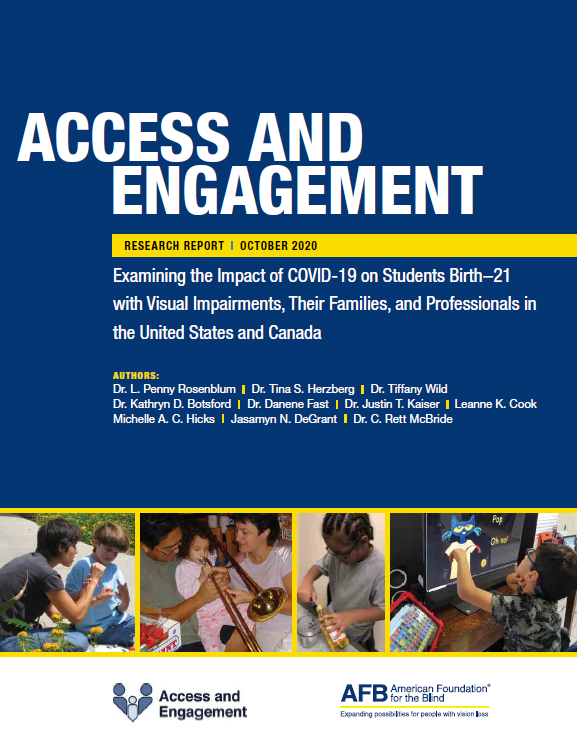 ACCESS AND
ENGAGEMENT
RESEARCH REPORT | OCTOBER 2020
Examining the Impact of COVID-19 on Students Birth–21
with Visual Impairments, Their Families, and Professionals in
the United States and Canada
AUTHORS:
Dr. L. Penny Rosenblum | Dr. Tina S. Herzberg | Dr. Tiffany Wild
Dr. Kathryn D. Botsford | Dr. Danene Fast | Dr. Justin T. Kaiser | Leanne K. Cook
Michelle A. C. Hicks | Jasamyn N. DeGrant | Dr. C. Rett McBride
Pop
Oh no!
Access and
Engagement
AFB American Foundation®
for the Blind
Expanding possibilities for people with vision loss